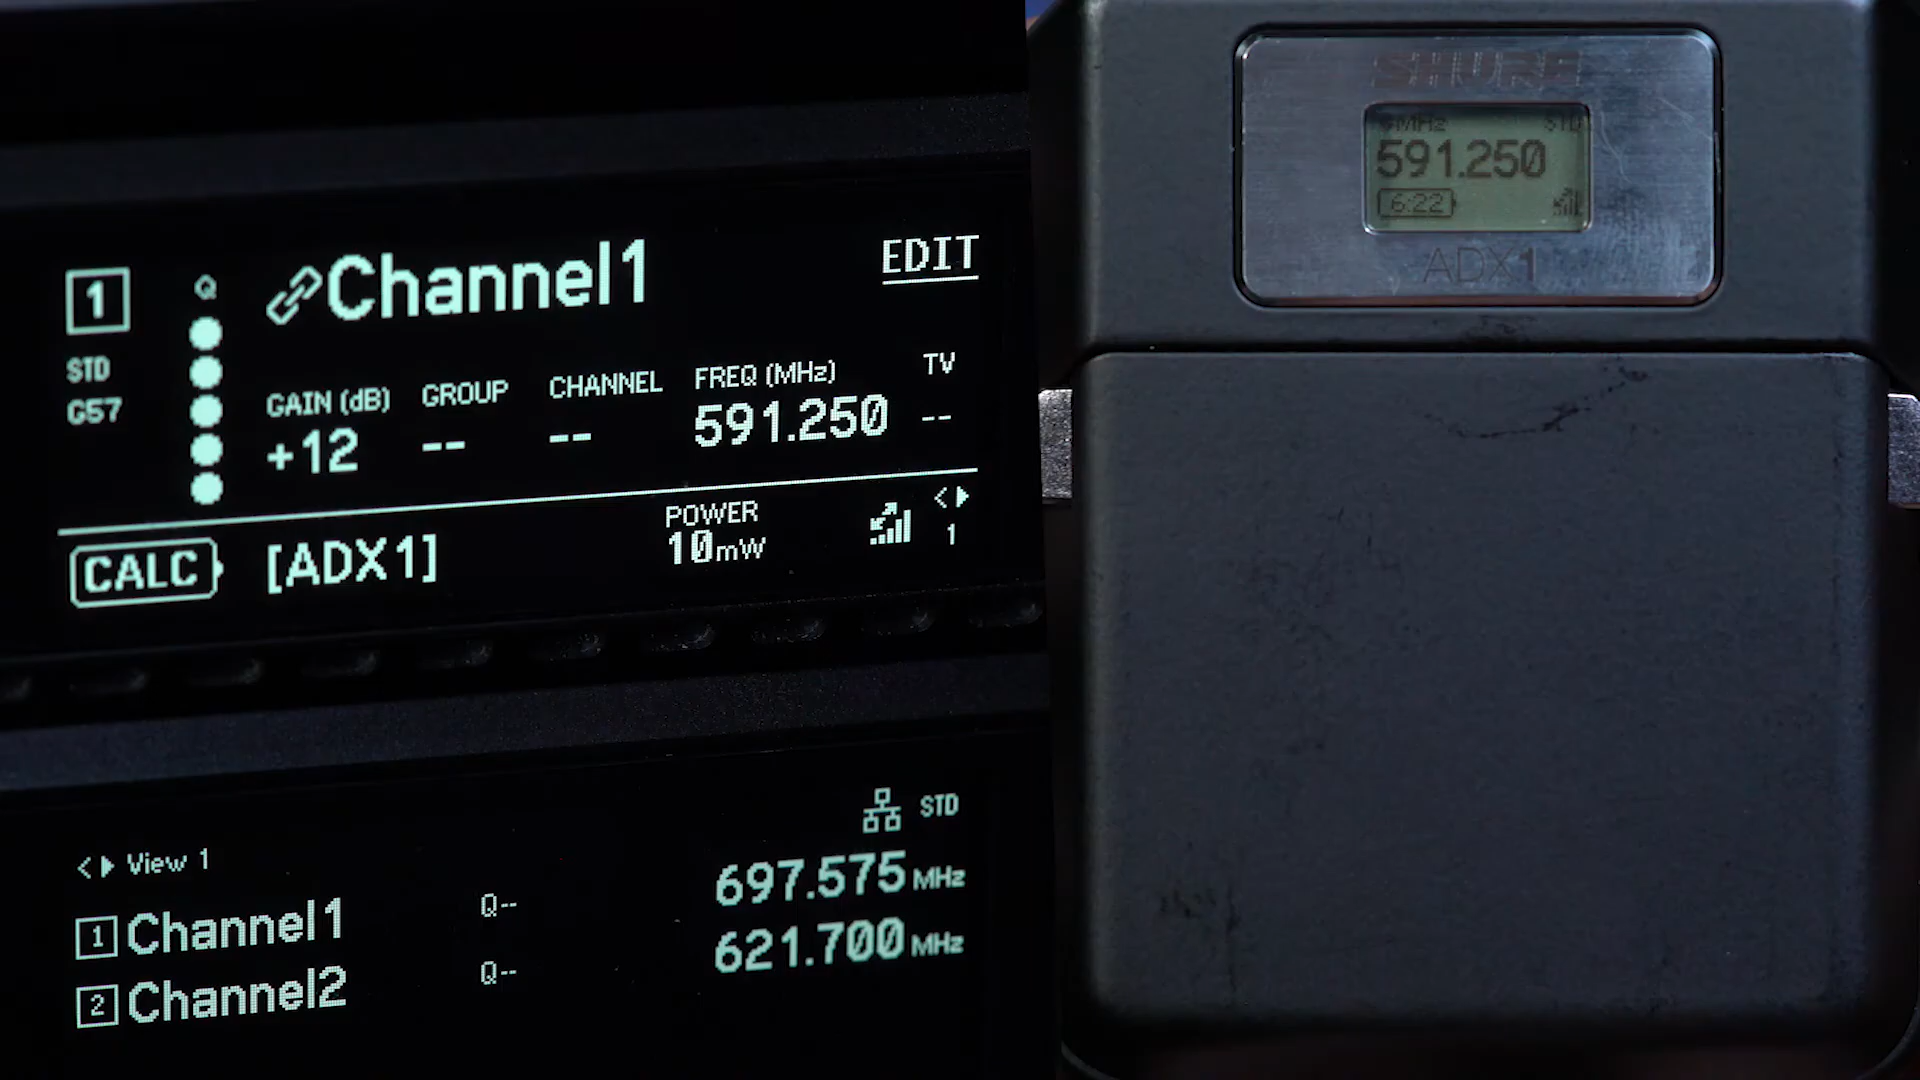 1
Q
Channel1
EDIT
STD
G57
GAIN (dB)
GROUP
CHANNEL
FREQ (MHz)
TV
+12
--
--
591.250
--
CALC
[ADX1]
POWER
10mW
1
STD
View 1
1 Channel1 Q-- 697.575 MHz
2 Channel2 Q-- 621.700 MHz
SHURE
MHz STD
591.250
6:22
ADX1